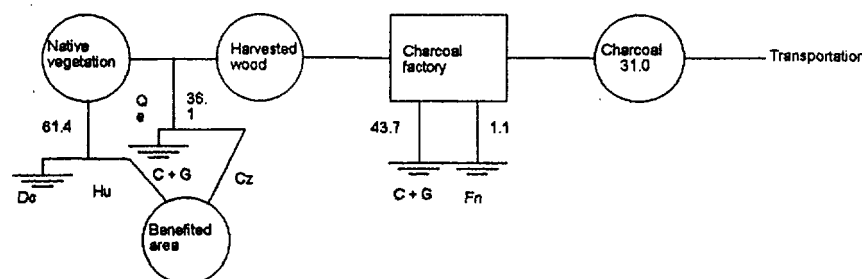 Native
vegetation
Harvested
wood
Charcoal
factory
Charcoal
31.0
Transportation
61.4
Q
e
36.
1
43.7
1.1
Dc
Hu
C + G
Cz
C + G
Fn
Benefited
area